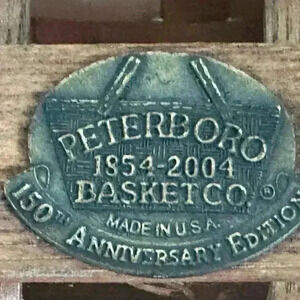 PETERBORO
1854-2004
BASKET CO.®
MADE IN U.S.A.
150TH ANNIVERSARY EDITION